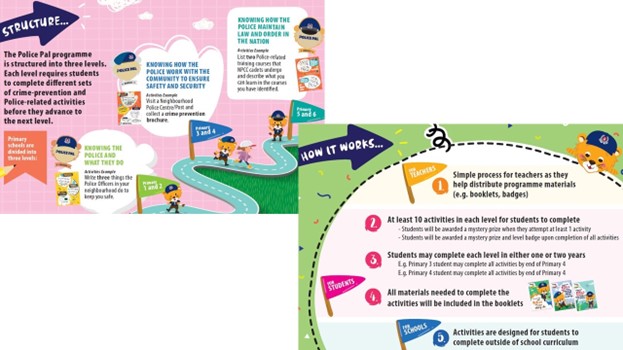 STRUCTURE...
The Police Pal programme
is structured into three levels.
Each level requires students
to complete different sets
of crime-prevention and
Police-related activities
before they advance to
the next level.
Primary
schools are
divided into
three levels:
KNOWING
THE POLICE AND
WHAT THEY DO
Activities Example
Write three things the
Police Officers in your
neighbourhood do to
keep you safe.
Primary
1 and 2
KNOWING HOW THE
POLICE WORK WITH THE
COMMUNITY TO ENSURE
SAFETY AND SECURITY
Activities Example
Visit a Neighbourhood
Police Centre/Post and
collect a crime prevention
brochure.
Primary
3 and 4
KNOWING HOW THE
POLICE MAINTAIN
LAW AND ORDER IN
THE NATION
Activities Example
List two Police-related
training courses that
NPCC cadets undergo
and describe what you
can learn in the courses
you have identified.
Primary
5 and 6
HOW IT WORKS...
FOR
TEACHERS
1. Simple process for teachers as they
help distribute programme materials
(e.g. booklets, badges)
2. At least 10 activities in each level for students to complete
- Students will be awarded a mystery prize when they attempt at least 1 activity
- Students will be awarded a mystery prize and level badge upon completion of all activities
3. Students may complete each level in either one or two years
E.g. Primary 3 student may complete all activities by end of Primary 4
E.g. Primary 4 student may complete all activities by end of Primary 4
FOR
STUDENTS
4. All materials needed to complete the
activities will be included in the booklets
FOR
SCHOOLS
5. Activities are designed for students to
complete outside of school curriculum